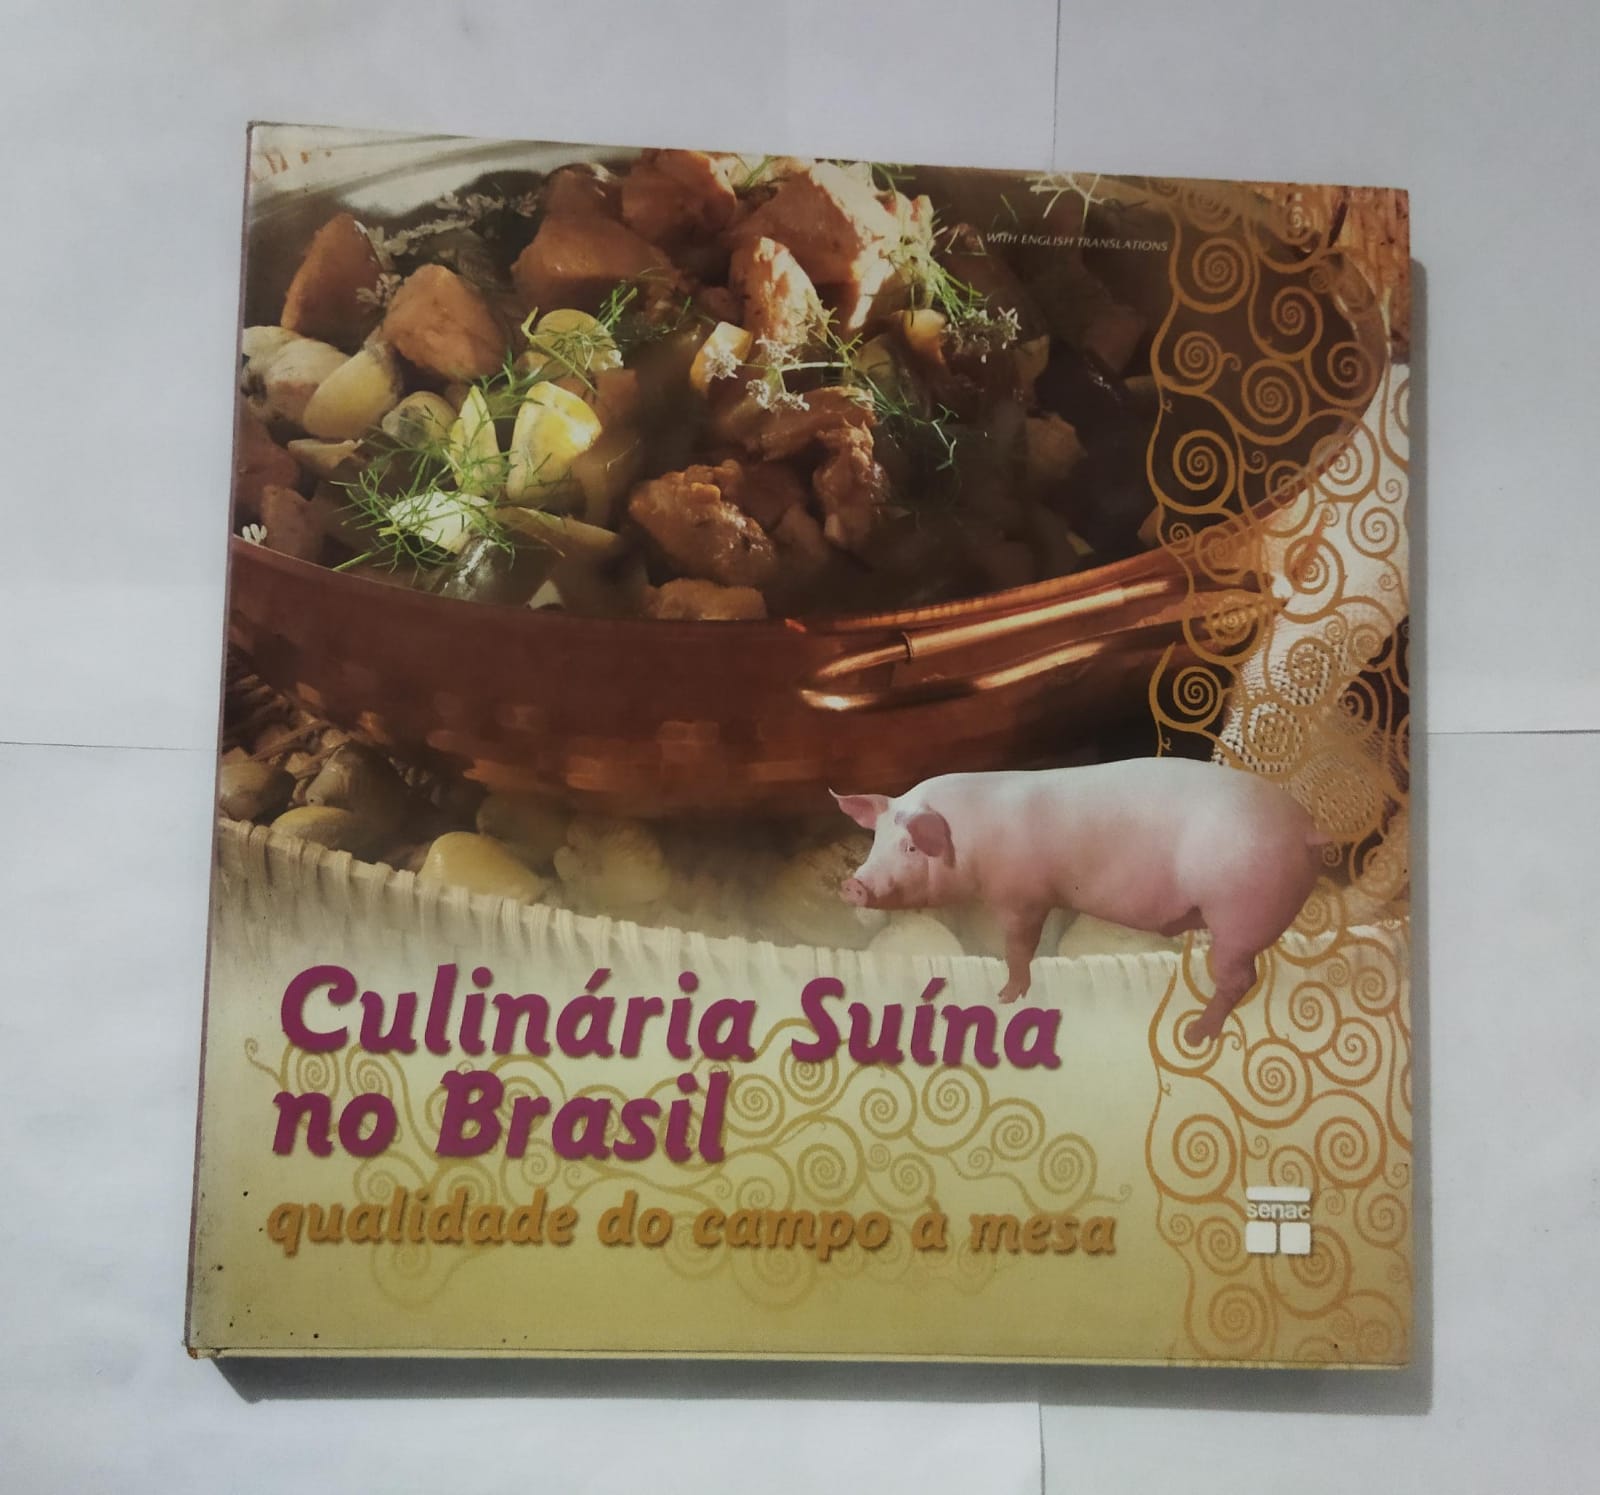 WITH ENGLISH TRANSLATIONS
Culinária Suína
no Brasil
qualidade do campo à mesa
senac